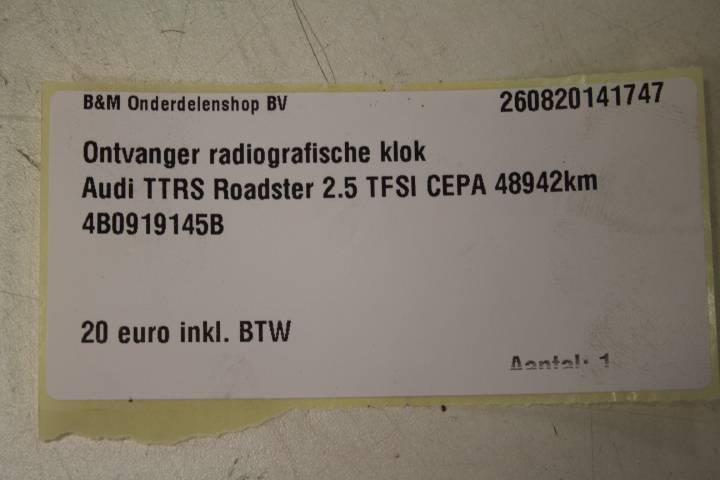 B&M Onderdelenshop BV 260820141747
Ontvanger radiografische klok
Audi TTRS Roadster 2.5 TFSI CEPA 48942km
4B0919145B
20 euro inkl. BTW
Aantal: 1